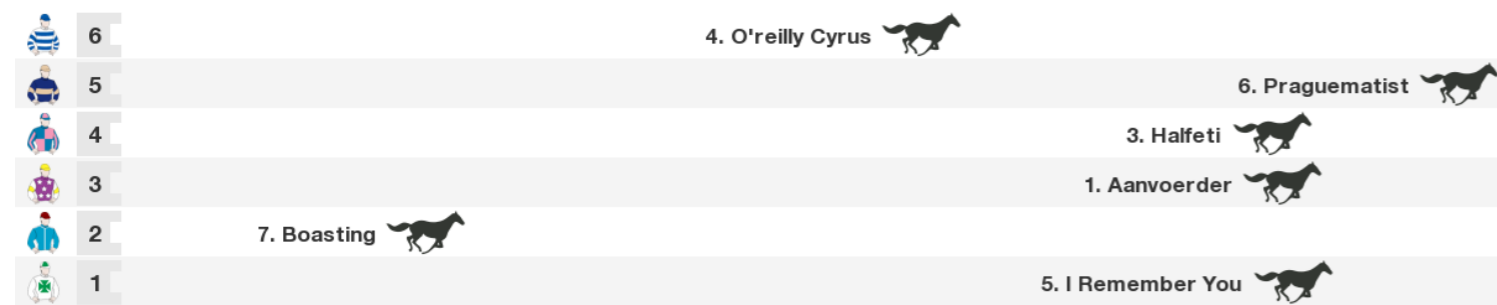 6 4. O'reilly Cyrus
5 6. Praguematist
4 3. Halfeti
3 1. Aanvoerder
2 7. Boasting
1 5. I Remember You